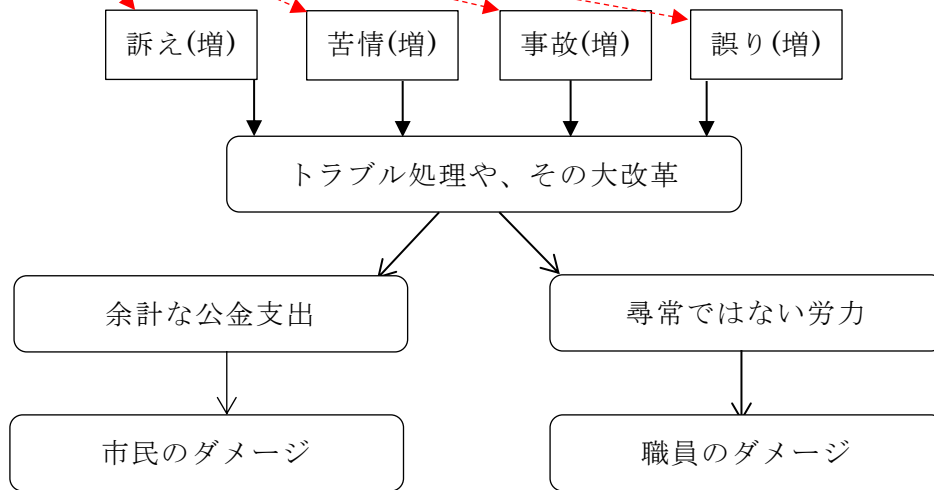 訴え(増)
苦情(増)
事故(増)
誤り(増)
トラブル処理や、その大改革
余計な公金支出
尋常ではない労力
市民のダメージ
職員のダメージ